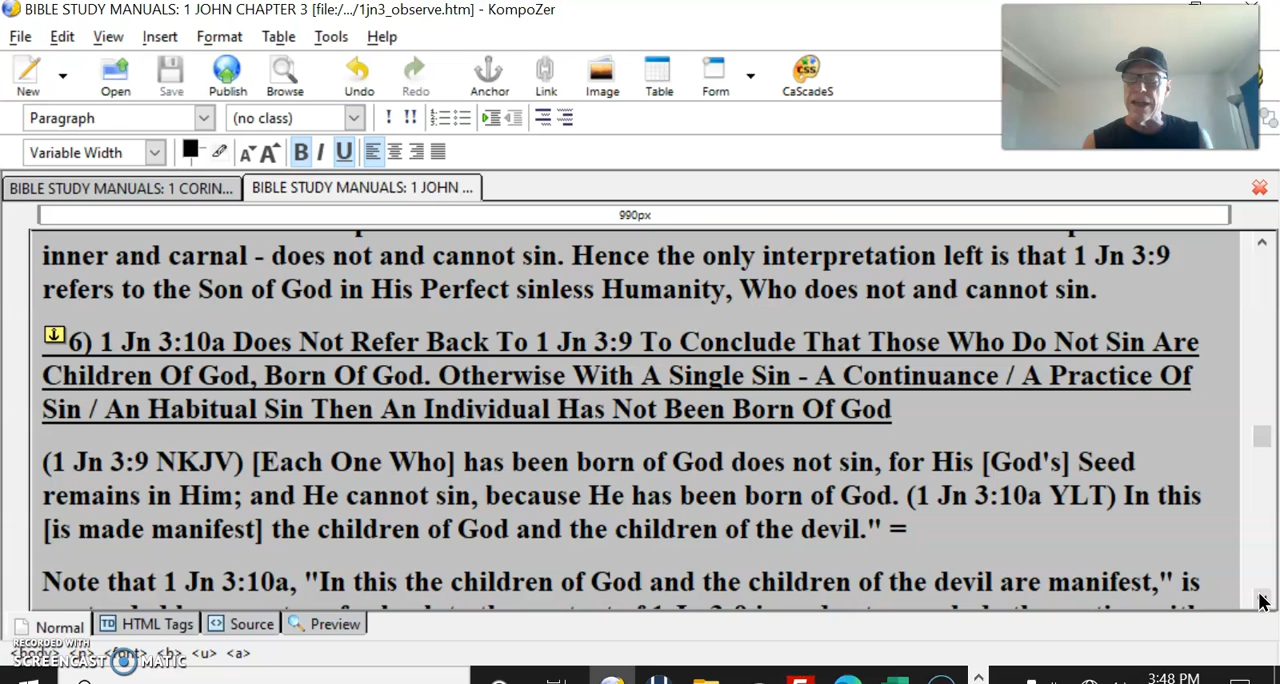 BIBLE STUDY MANUALS: 1 JOHN CHAPTER 3 [file:/.../1jn3_observe.htm] - KompoZer
File Edit View Insert Format Table Tools Help
New Open Save Publish Browse Undo Redo Anchor Link Image Table Form CaScadeS
Paragraph (no class) ! !!
Variable Width A A B I U
BIBLE STUDY MANUALS: 1 CORIN... BIBLE STUDY MANUALS: 1 JOHN ...
990px
inner and carnal - does not and cannot sin. Hence the only interpretation left is that 1 Jn 3:9
refers to the Son of God in His Perfect sinless Humanity, Who does not and cannot sin.
6) 1 Jn 3:10a Does Not Refer Back To 1 Jn 3:9 To Conclude That Those Who Do Not Sin Are
Children Of God, Born Of God. Otherwise With A Single Sin - A Continuance / A Practice Of
Sin / An Habitual Sin Then An Individual Has Not Been Born Of God
(1 Jn 3:9 NKJV) [Each One Who] has been born of God does not sin, for His [God's] Seed
remains in Him; and He cannot sin, because He has been born of God. (1 Jn 3:10a YLT) In this
[is made manifest] the children of God and the children of the devil." =
Note that 1 Jn 3:10a, "In this the children of God and the children of the devil are manifest," is
Normal HTML Tags Source Preview
RECORDED WITH
SCREENCAST MATIC
<body> <p> <font> <b> <u> <a>
3:48 PM